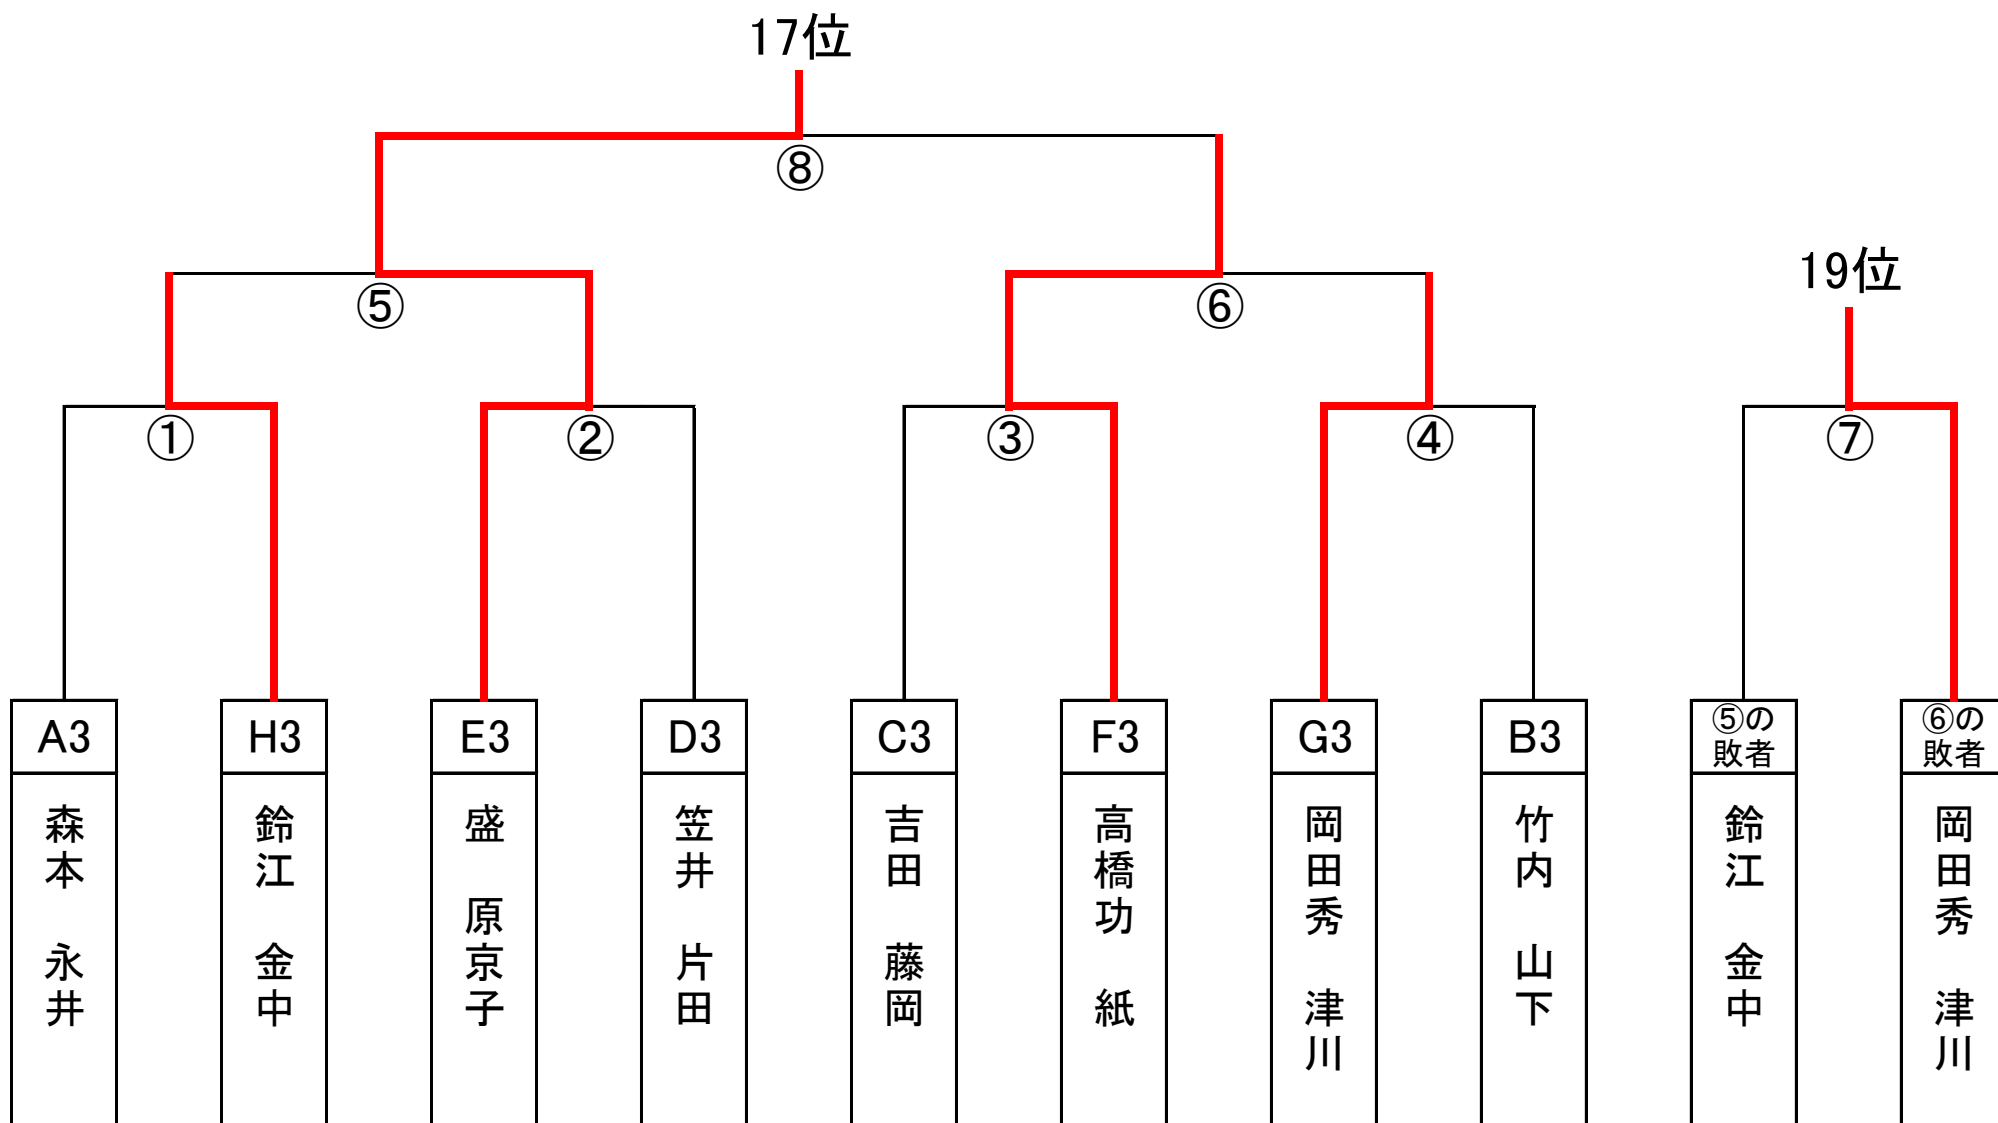 17位
⑧
19位
⑤
⑥
①
②
③
④
⑦
A3
H3
E3
D3
C3
F3
G3
B3
⑤の
敗者
⑥の
敗者
森本　永井
鈴江　金中
盛　原京子
笠井　片田
吉田　藤岡
高橋功　紙
岡田秀　津川
竹内　山下
鈴江　金中
岡田秀　津川